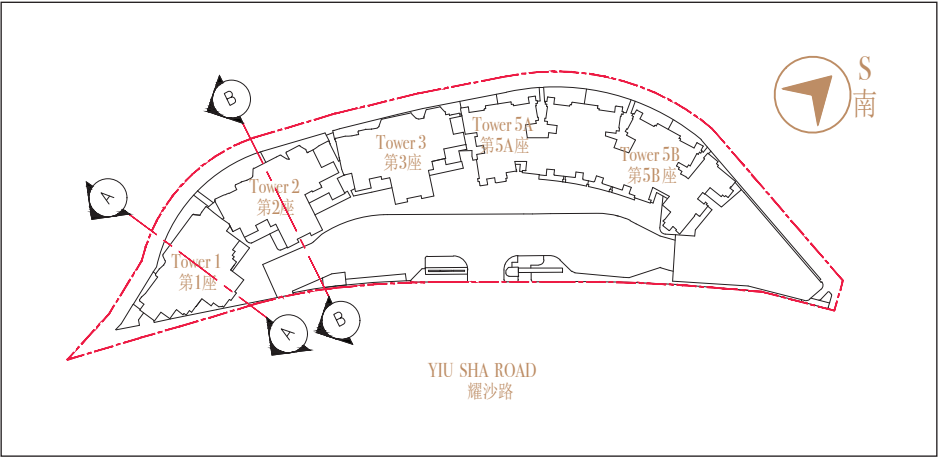 S
南
B
Tower 3
第3座
Tower 5A
第5A座
Tower 5B
第5B座
Tower 2
第2座
A
Tower 1
第1座
A
B
YIU SHA ROAD
耀沙路